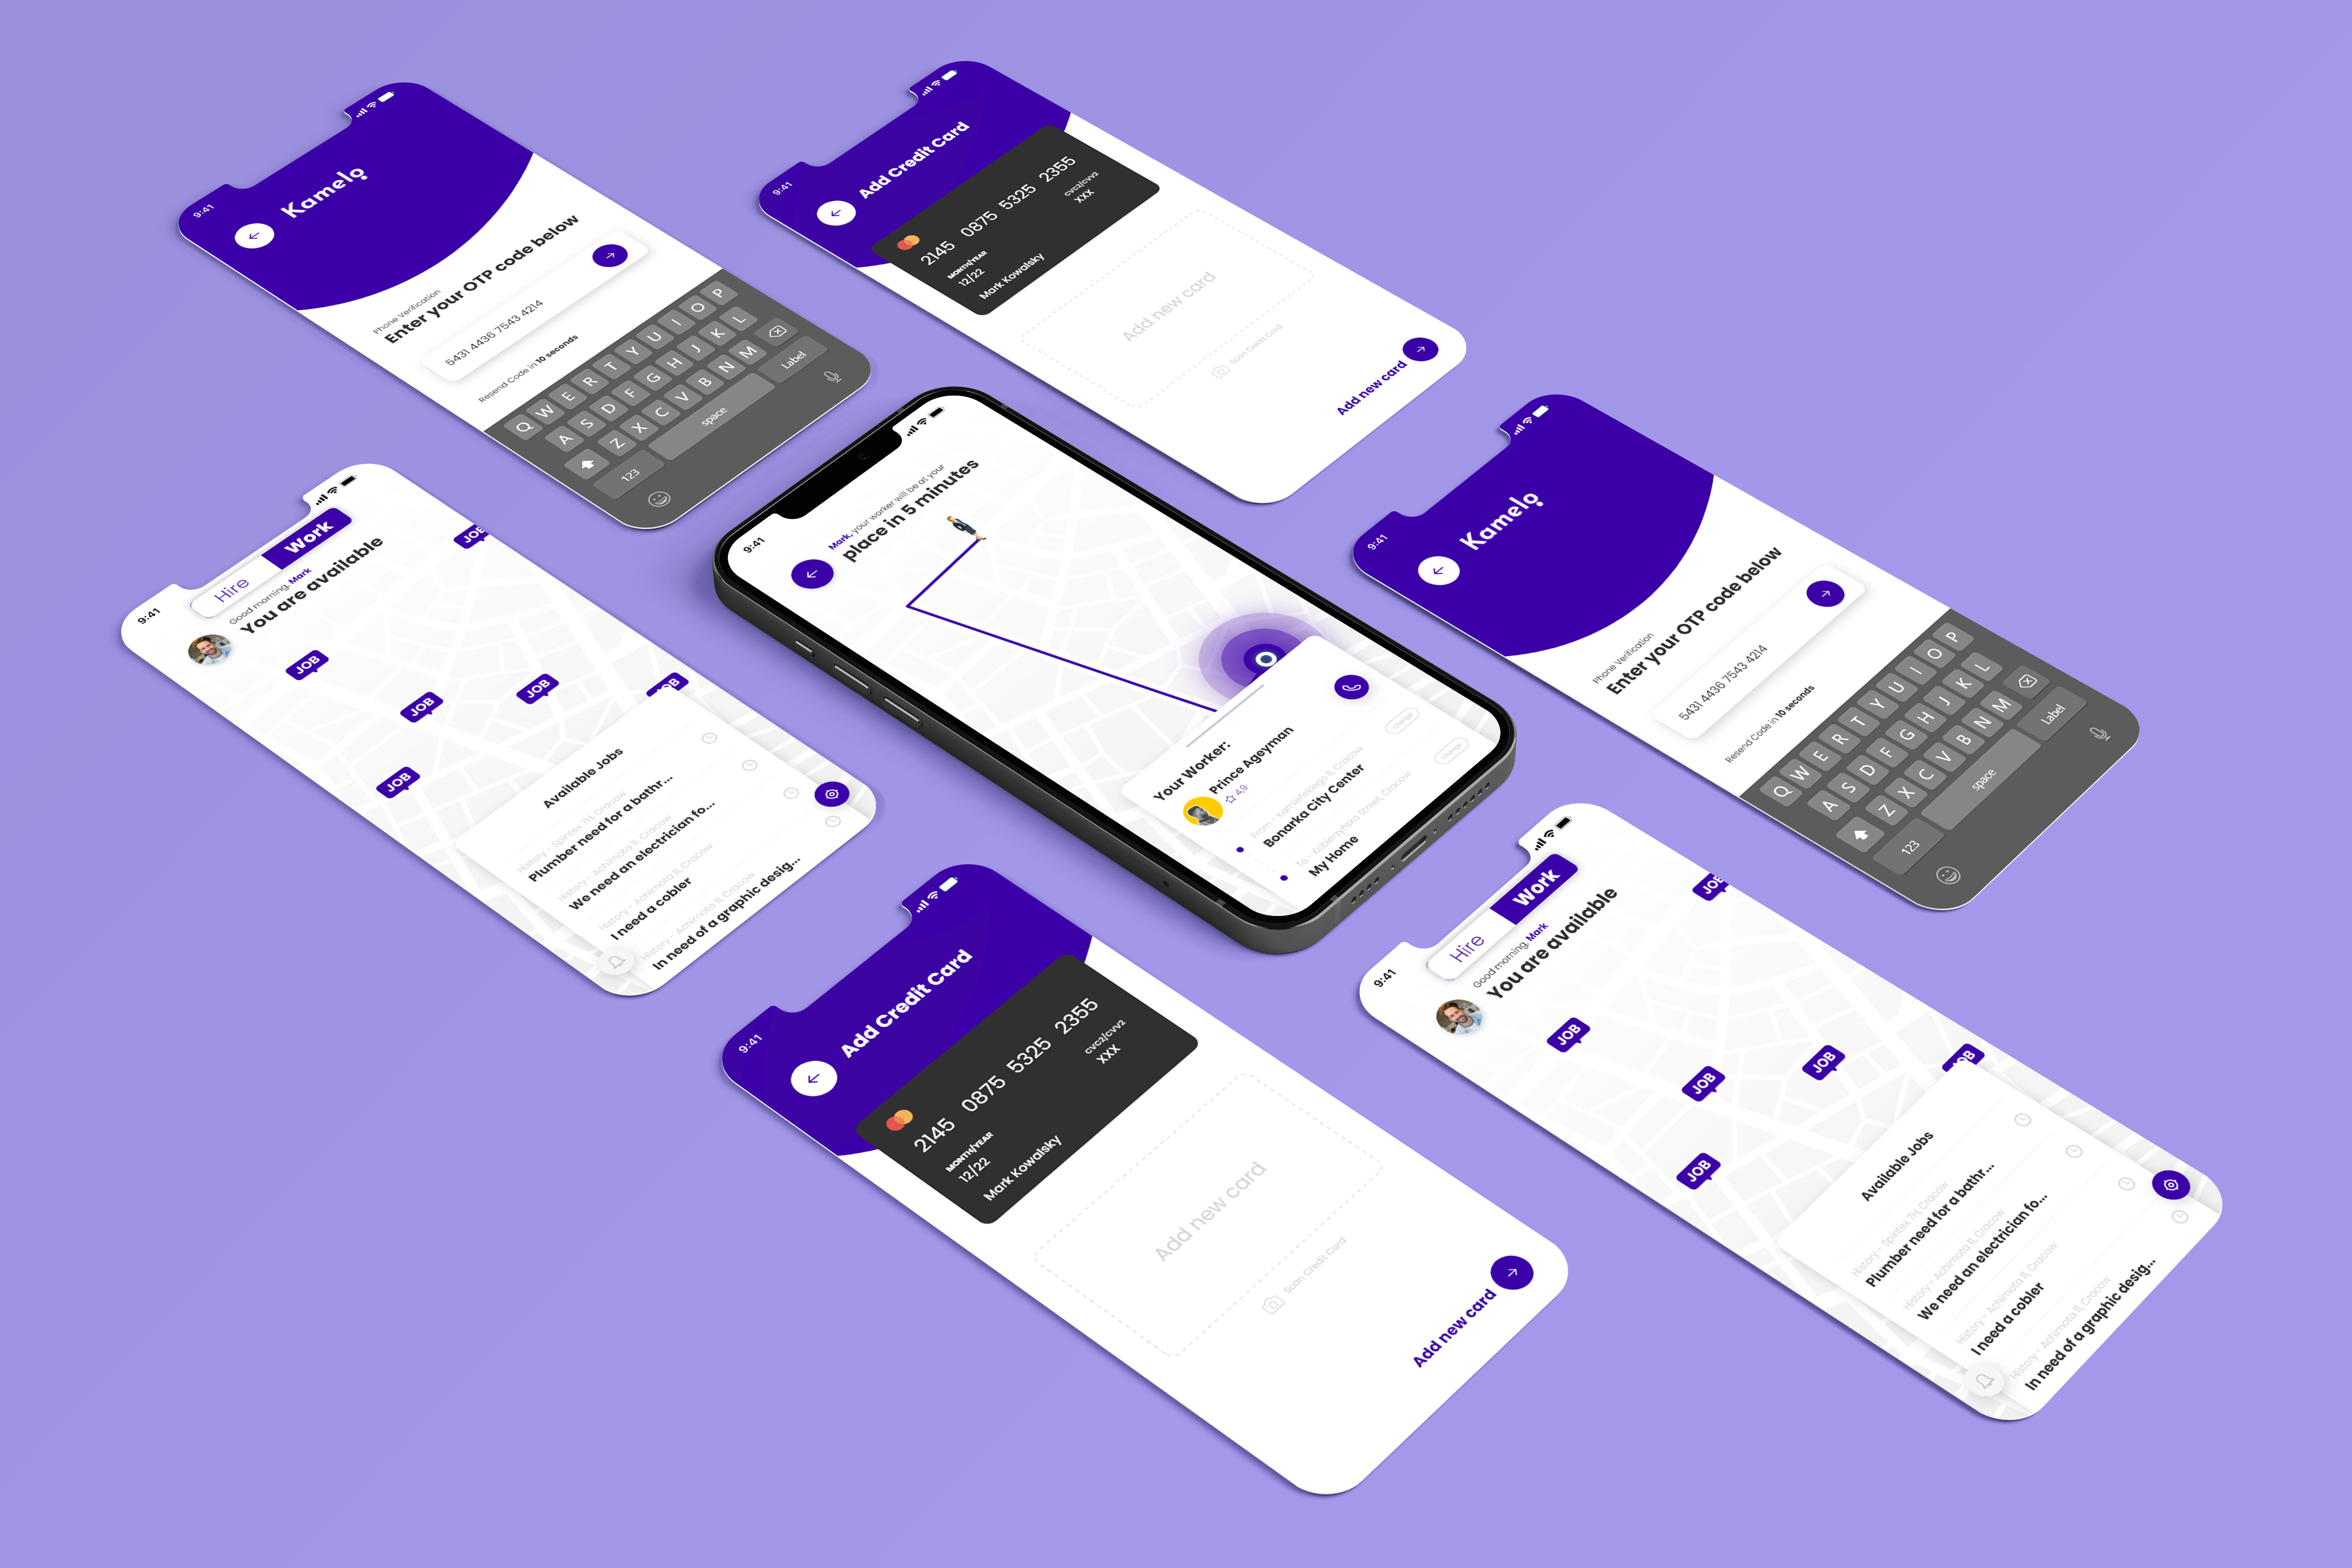 9:41
Kamelo
Phone Verification
Enter your OTP code below
5431 4436 7543 4214
Resend Code in 10 seconds
Q W E R T Y U I O P
A S D F G H J K L
Z X C V B N M
123 space Label
9:41
Add Credit Card
2145 0875 5325 2355
MONTH/YEAR
12/22
CVC2/CVV2
XXX
Mark Kowalsky
Add new card
Scan Credit Card
Add new card
9:41
Hire Work
Good morning, Mark
You are available
JOB
JOB
JOB
JOB
JOB
JOB
Available Jobs
History - Spintex 7H, Cracow
Plumber need for a bathr...
History - Achimota 11, Cracow
We need an electrician fo...
History - Achimota 11, Cracow
I need a cobler
History - Achimota 11, Cracow
In need of a graphic desig...
9:41
Mark, your worker will be at your
place in 5 minutes
Your Worker:
Prince Ageyman
4,9
From - Kamieńskiego 11, Cracow
Bonarka City Center
Change
To - Kobierzyńska Street, Cracow
My Home
Change
9:41
Kamelo
Phone Verification
Enter your OTP code below
5431 4436 7543 4214
Resend Code in 10 seconds
Q W E R T Y U I O P
A S D F G H J K L
Z X C V B N M
123 space Label
9:41
Add Credit Card
2145 0875 5325 2355
MONTH/YEAR
12/22
CVC2/CVV2
XXX
Mark Kowalsky
Add new card
Scan Credit Card
Add new card
9:41
Hire Work
Good morning, Mark
You are available
JOB
JOB
JOB
JOB
JOB
JOB
Available Jobs
History - Spintex 7H, Cracow
Plumber need for a bathr...
History - Achimota 11, Cracow
We need an electrician fo...
History - Achimota 11, Cracow
I need a cobler
History - Achimota 11, Cracow
In need of a graphic desig...